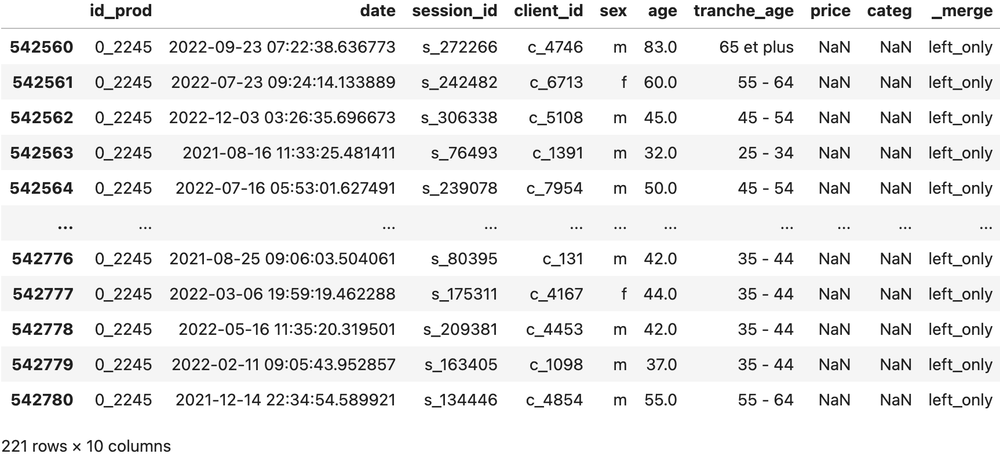 id_prod date session_id client_id sex age tranche_age price categ _merge
542560 0_2245 2022-09-23 07:22:38.636773 s_272266 c_4746 m 83.0 65 et plus NaN NaN left_only
542561 0_2245 2022-07-23 09:24:14.133889 s_242482 c_6713 f 60.0 55 - 64 NaN NaN left_only
542562 0_2245 2022-12-03 03:26:35.696673 s_306338 c_5108 m 45.0 45 - 54 NaN NaN left_only
542563 0_2245 2021-08-16 11:33:25.481411 s_76493 c_1391 m 32.0 25 - 34 NaN NaN left_only
542564 0_2245 2022-07-16 05:53:01.627491 s_239078 c_7954 m 50.0 45 - 54 NaN NaN left_only
... ... ... ... ... ... ... ... ... ... ...
542776 0_2245 2021-08-25 09:06:03.504061 s_80395 c_131 m 42.0 35 - 44 NaN NaN left_only
542777 0_2245 2022-03-06 19:59:19.462288 s_175311 c_4167 f 44.0 35 - 44 NaN NaN left_only
542778 0_2245 2022-05-16 11:35:20.319501 s_209381 c_4453 m 42.0 35 - 44 NaN NaN left_only
542779 0_2245 2022-02-11 09:05:43.952857 s_163405 c_1098 m 37.0 35 - 44 NaN NaN left_only
542780 0_2245 2021-12-14 22:34:54.589921 s_134446 c_4854 m 55.0 55 - 64 NaN NaN left_only
221 rows × 10 columns